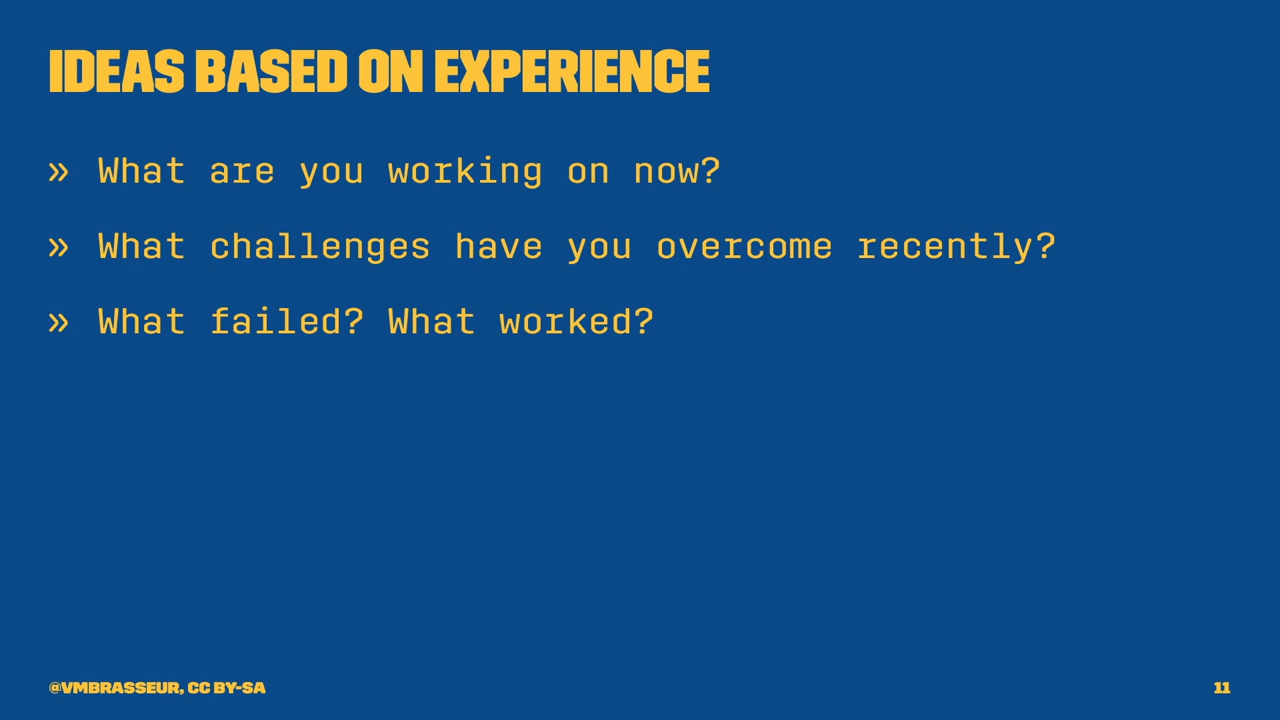 IDEAS BASED ON EXPERIENCE
» What are you working on now?
» What challenges have you overcome recently?
» What failed? What worked?
@VMBRASSEUR, CC BY-SA
11